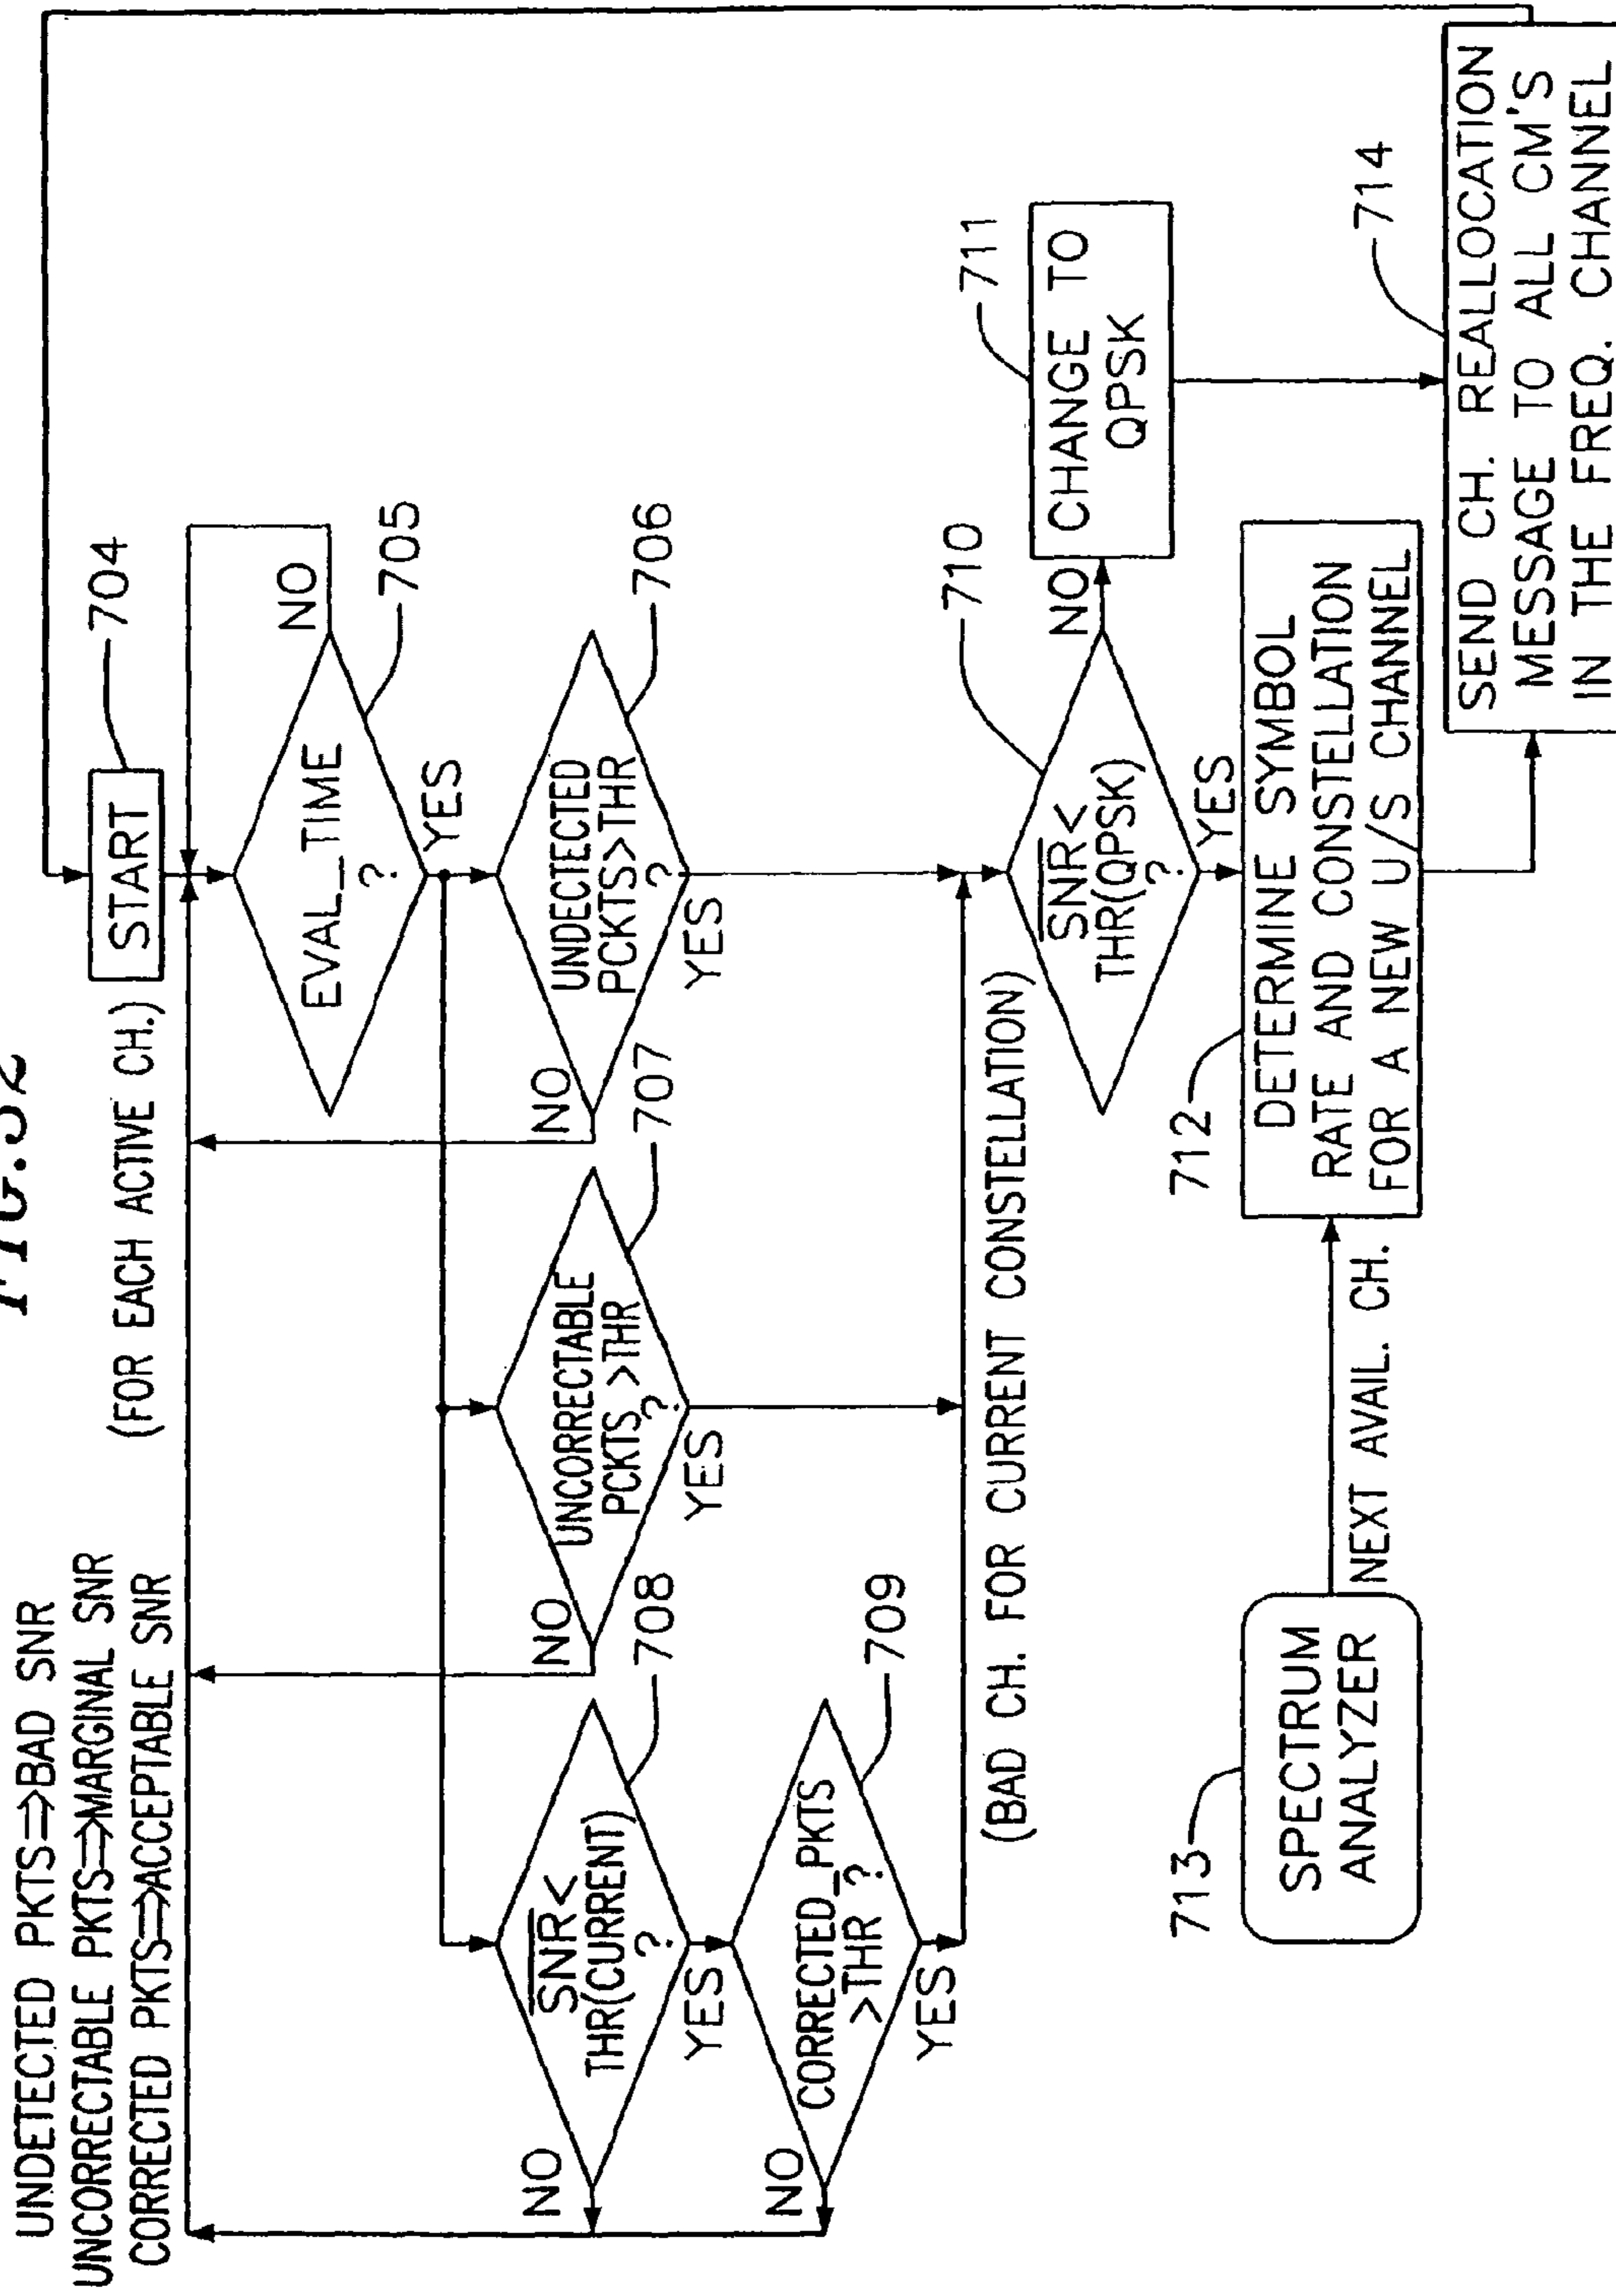 FIG.32
UNDETECTED PKTS⇒BAD SNR
UNCORRECTABLE PKTS⇒MARGINAL SNR
CORRECTED PKTS⇒ACCEPTABLE SNR
(FOR EACH ACTIVE CH.)
START
704
EVAL_TIME
?
NO
705
YES
SNR<
THR(CURRENT)
?
NO
708
YES
UNCORRECTABLE
PCKTS >THR
?
NO
707
YES
UNDECTECTED
PCKTS>THR
?
NO
706
YES
CORRECTED_PKTS
>THR ?
NO
709
YES
(BAD CH. FOR CURRENT CONSTELLATION)
SNR<
THR(QPSK)
?
710
NO
YES
CHANGE TO
QPSK
711
713
SPECTRUM
ANALYZER
NEXT AVAIL. CH.
712
DETERMINE SYMBOL
RATE AND CONSTELLATION
FOR A NEW U/S CHANNEL
714
SEND CH. REALLOCATION
MESSAGE TO ALL CM'S
IN THE FREQ. CHANNEL